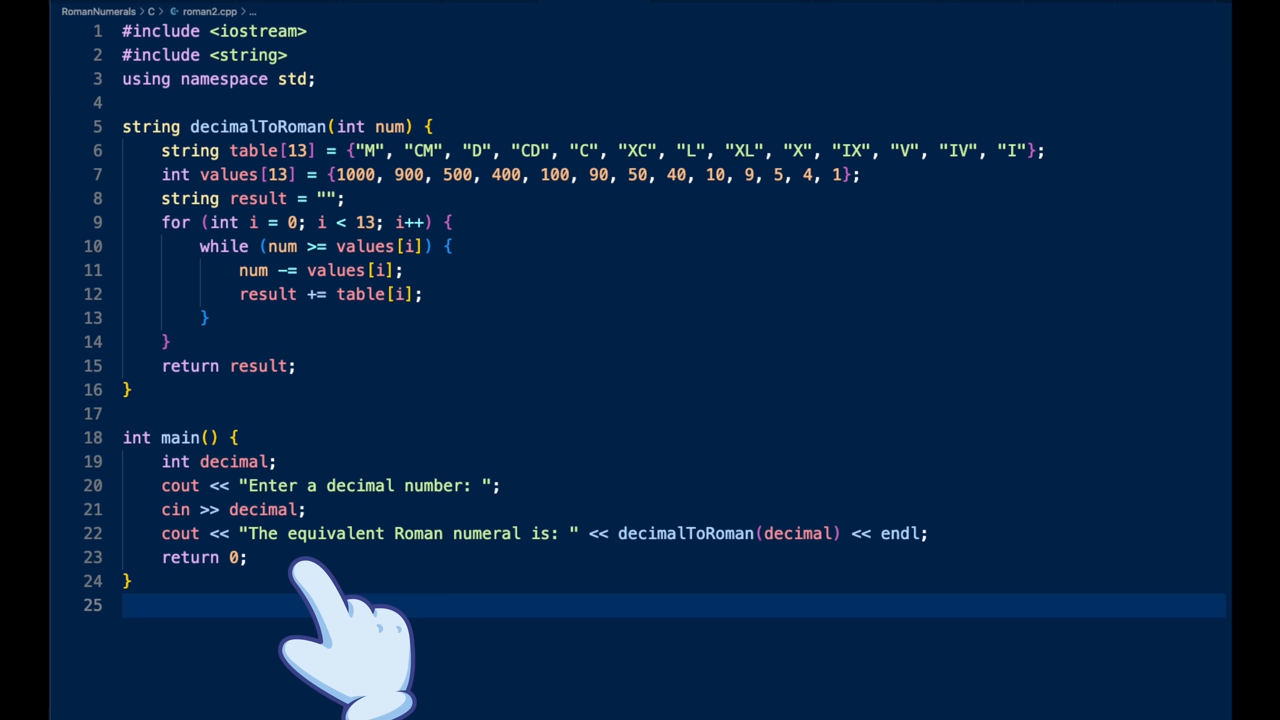 RomanNumerals > C > roman2.cpp > ...
1 #include <iostream>
2 #include <string>
3 using namespace std;
4
5 string decimalToRoman(int num) {
6     string table[13] = {"M", "CM", "D", "CD", "C", "XC", "L", "XL", "X", "IX", "V", "IV", "I"};
7     int values[13] = {1000, 900, 500, 400, 100, 90, 50, 40, 10, 9, 5, 4, 1};
8     string result = "";
9     for (int i = 0; i < 13; i++) {
10         while (num >= values[i]) {
11             num -= values[i];
12             result += table[i];
13         }
14     }
15     return result;
16 }
17
18 int main() {
19     int decimal;
20     cout << "Enter a decimal number: ";
21     cin >> decimal;
22     cout << "The equivalent Roman numeral is: " << decimalToRoman(decimal) << endl;
23     return 0;
24 }
25